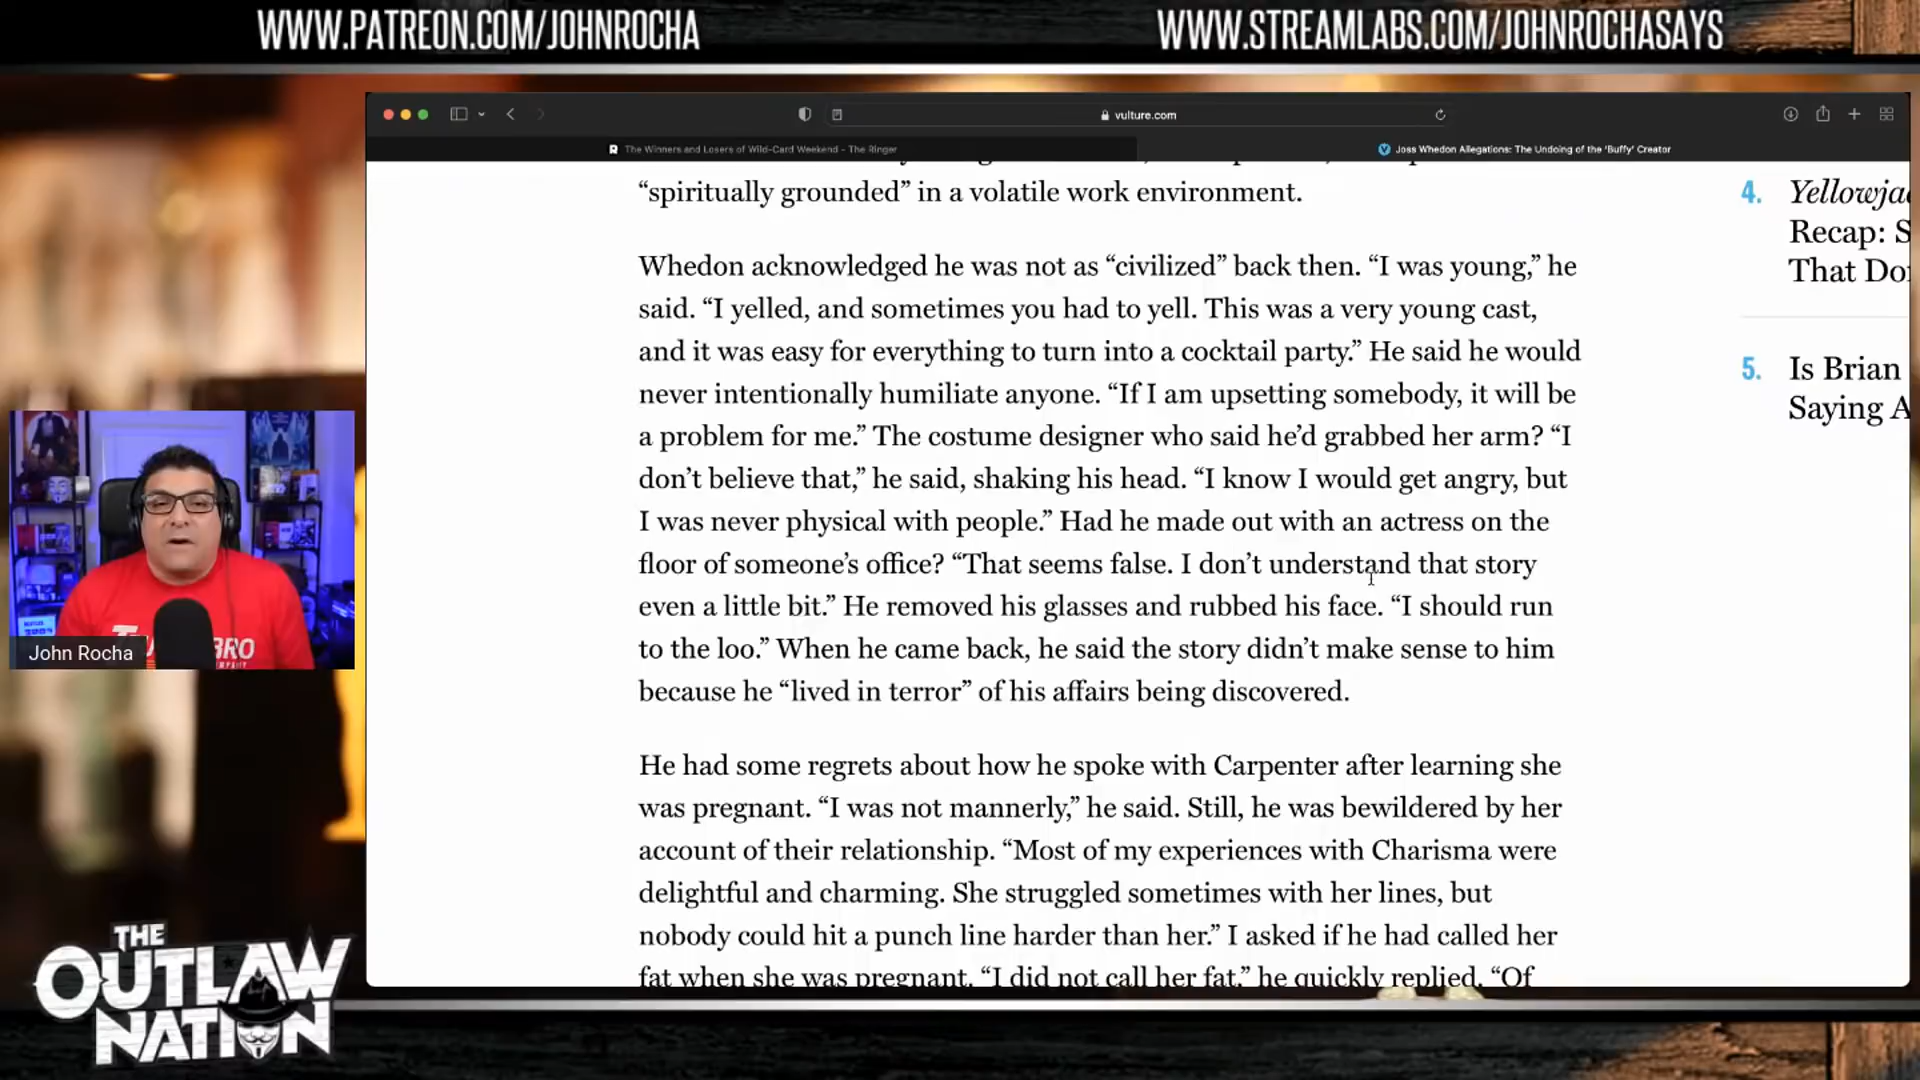 WWW.PATREON.COM/JOHNROCHA
WWW.STREAMLABS.COM/JOHNROCHASAYS
vulture.com
The Winners and Losers of Wild-Card Weekend - The Ringer
Joss Whedon Allegations: The Undoing of the 'Buffy' Creator
“spiritually grounded” in a volatile work environment.
Whedon acknowledged he was not as “civilized” back then. “I was young,” he
said. “I yelled, and sometimes you had to yell. This was a very young cast,
and it was easy for everything to turn into a cocktail party.” He said he would
never intentionally humiliate anyone. “If I am upsetting somebody, it will be
a problem for me.” The costume designer who said he’d grabbed her arm? “I
don’t believe that,” he said, shaking his head. “I know I would get angry, but
I was never physical with people.” Had he made out with an actress on the
floor of someone’s office? “That seems false. I don’t understand that story
even a little bit.” He removed his glasses and rubbed his face. “I should run
to the loo.” When he came back, he said the story didn’t make sense to him
because he “lived in terror” of his affairs being discovered.
He had some regrets about how he spoke with Carpenter after learning she
was pregnant. “I was not mannerly,” he said. Still, he was bewildered by her
account of their relationship. “Most of my experiences with Charisma were
delightful and charming. She struggled sometimes with her lines, but
nobody could hit a punch line harder than her.” I asked if he had called her
fat when she was pregnant. “I did not call her fat,” he quickly replied. “Of
4. Yellowjac
Recap: S
That Do
5. Is Brian
Saying A
John Rocha
THE
OUTLAW
NATION